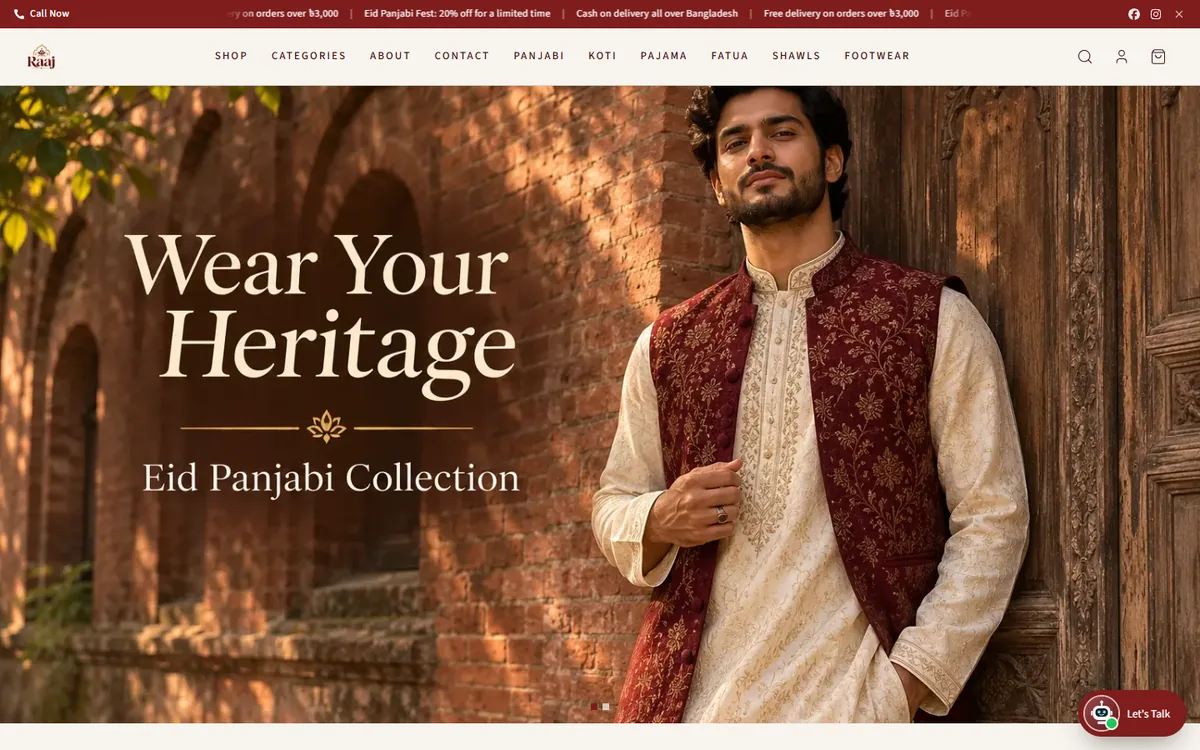 Call Now
on orders over ৳3,000 | Eid Panjabi Fest: 20% off for a limited time | Cash on delivery all over Bangladesh | Free delivery on orders over ৳3,000 | Eid
Raaj
SHOP CATEGORIES ABOUT CONTACT PANJABI KOTI PAJAMA FATUA SHAWLS FOOTWEAR
Wear Your
Heritage
Eid Panjabi Collection
Let's Talk